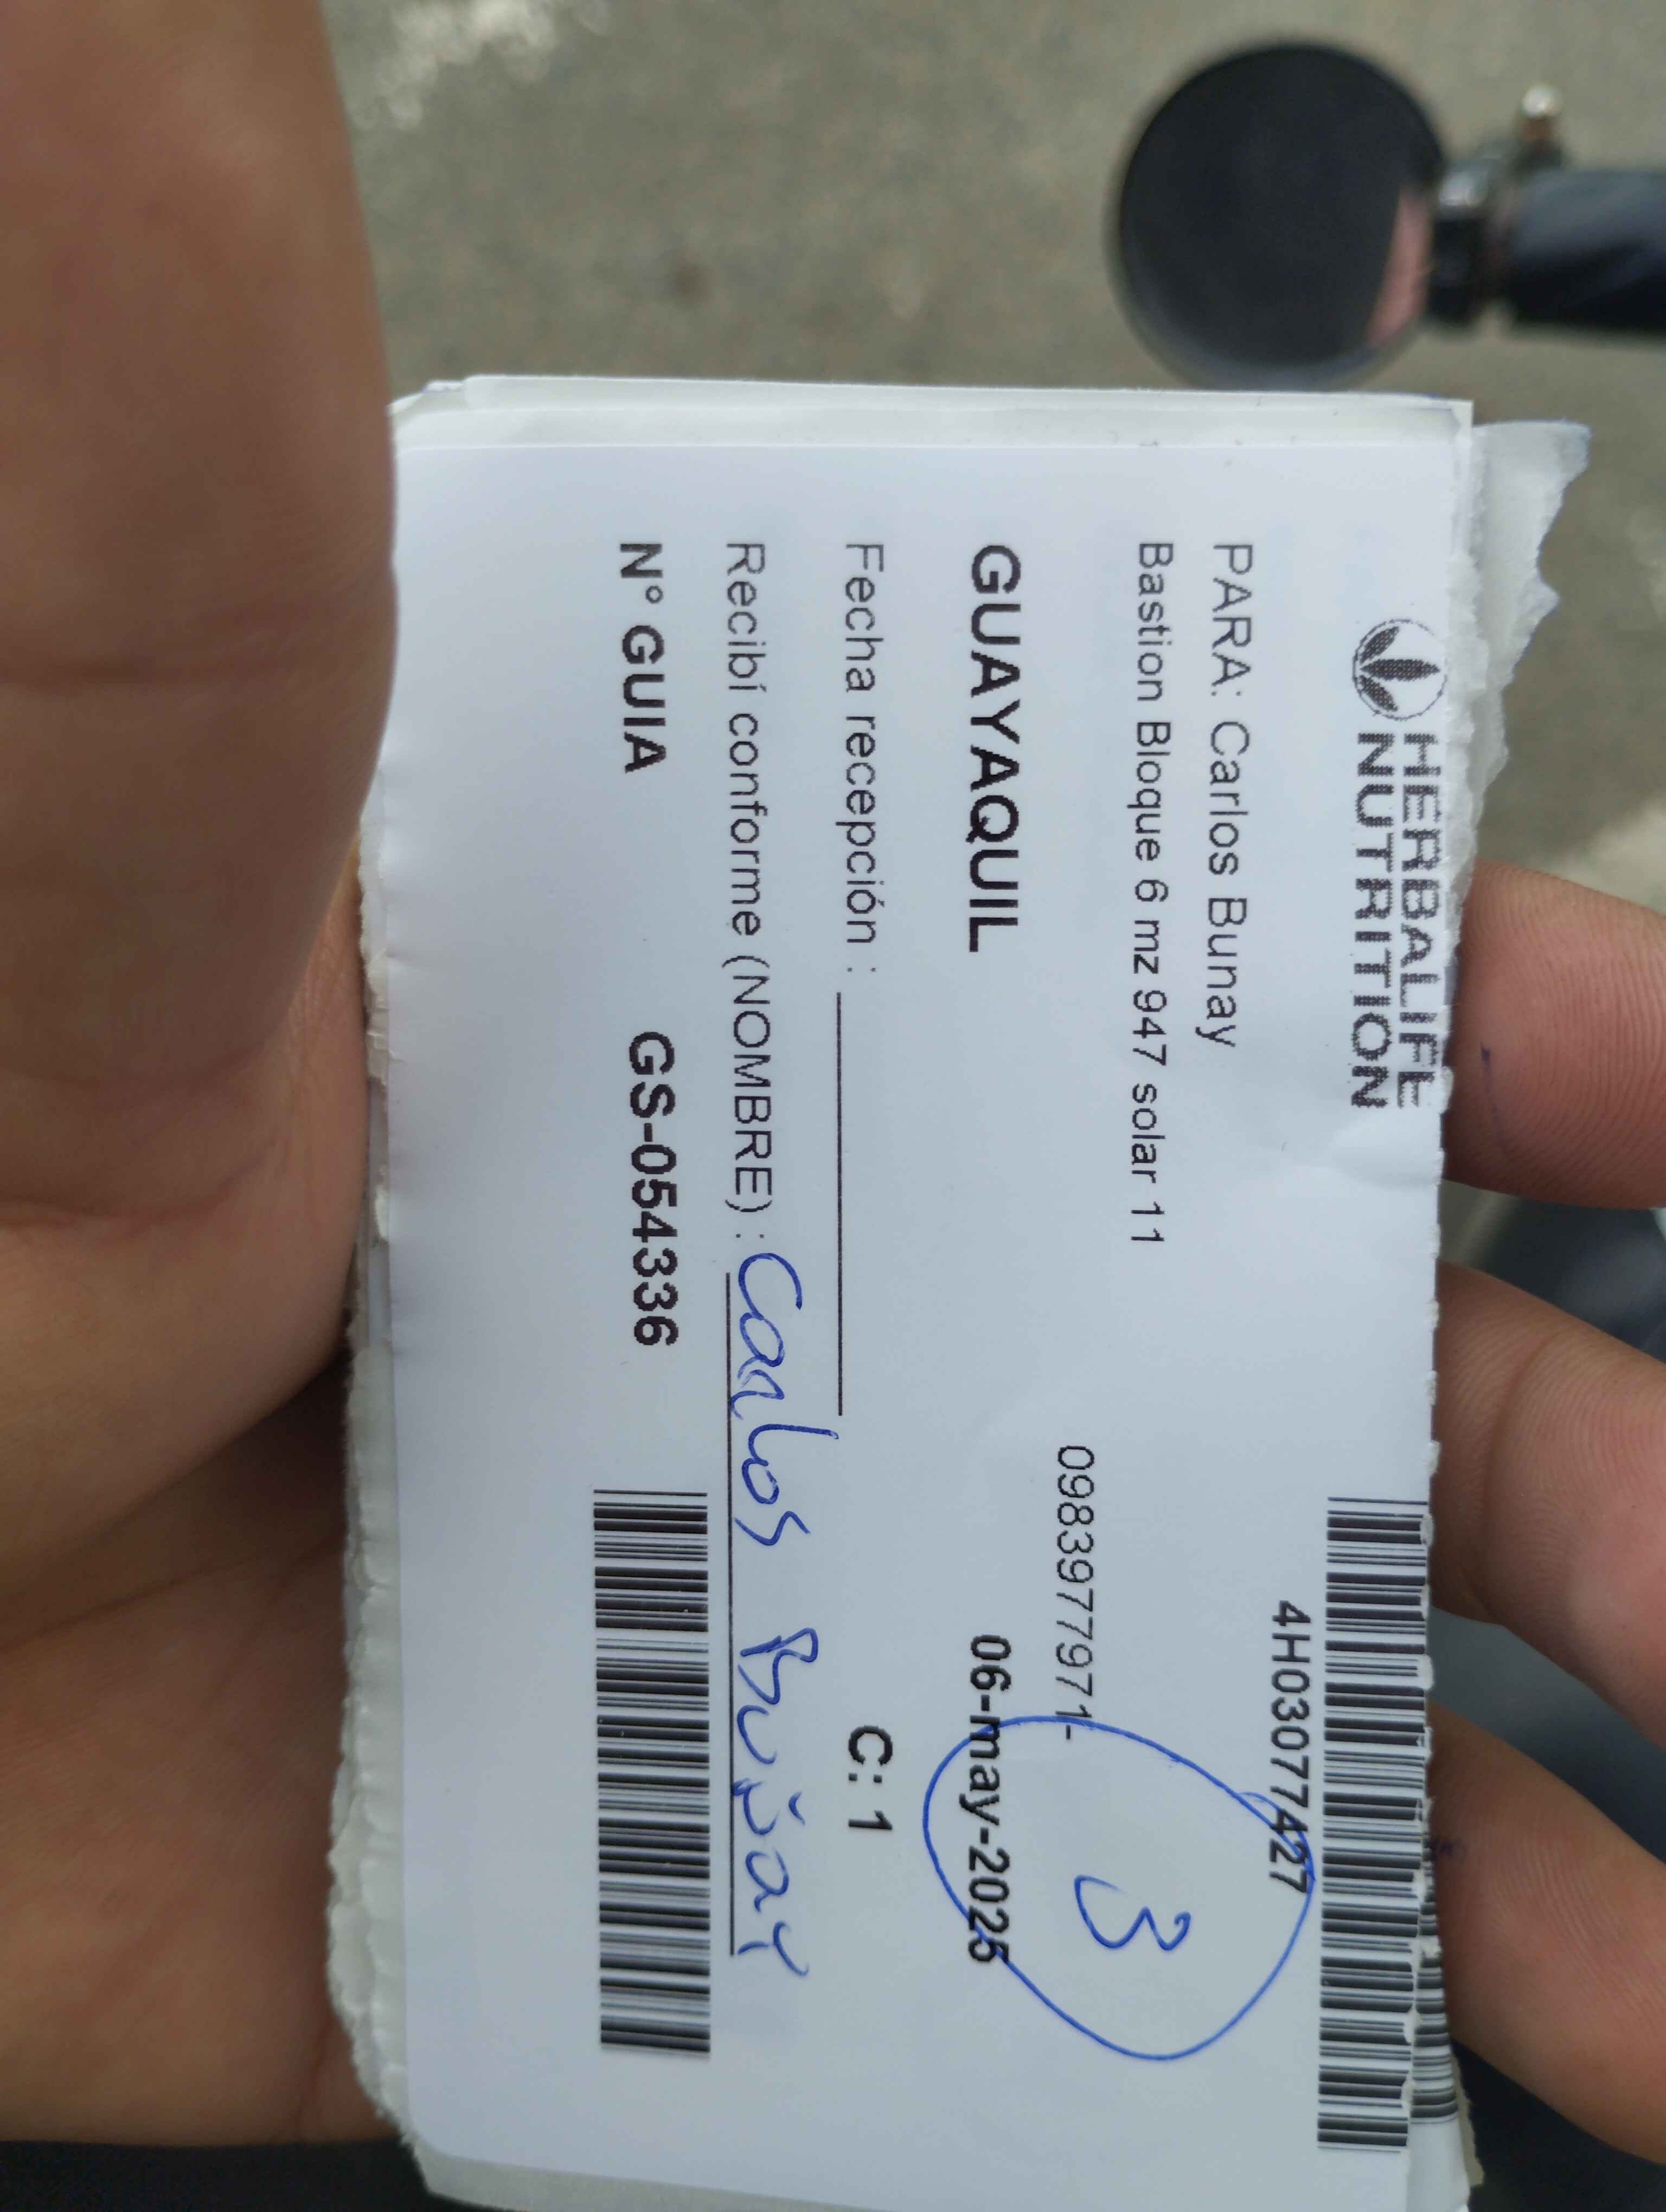 HERBALIFE
NUTRITION
4H03077427
PARA: Carlos Bunay
Bastion Bloque 6 mz 947 solar 11
3
0983977971-
GUAYAQUIL
06-may-2025
Fecha recepción :
C: 1
Recibí conforme (NOMBRE) : Carlos Buñay
N° GUIA GS-054336